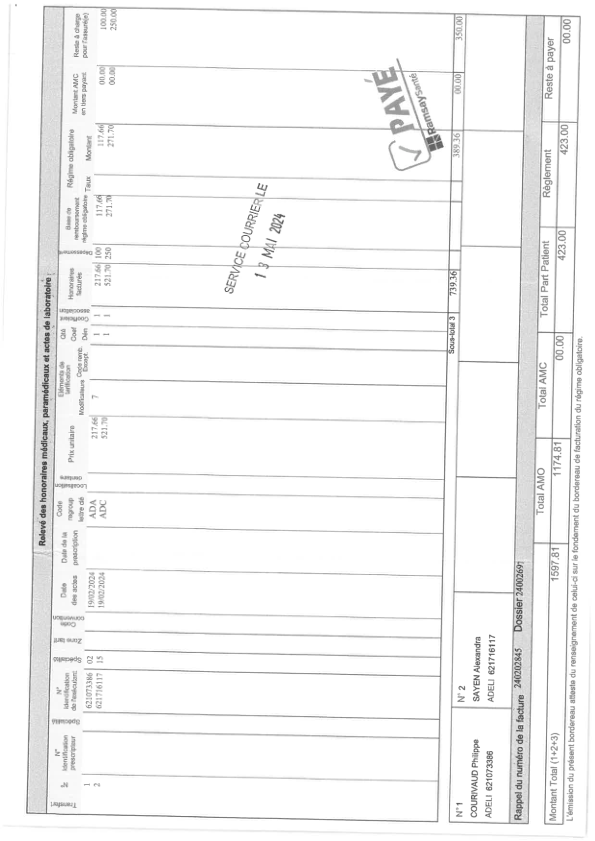 Relevé des honoraires médicaux, paramédicaux et actes de laboratoire
Transfert
N°
N° Identification prescripteur
Spécialité
N° Identification de l'exécutant
Spécialité
Zone tarif
Code convention
Date des actes
Date de la prescription
Code regroup lettre clé
Localisation dentaire
Prix unitaire
Eléments de tarification
Modificateurs
Code remb. Except.
Qté Coef Dén
Coefficient association
Honoraires facturés
Dépassement
Base de remboursement régime obligatoire
Régime obligatoire
Taux
Montant
Montant AMC en tiers payant
Reste à charge pour l'assuré(e)
1 621073386 02 19/02/2024 ADA 217.66 1 1 217.66 100 117.66 117.66 00.00 100.00
2 621716117 15 19/02/2024 ADC 521.70 7 1 1 521.70 250 271.70 271.70 00.00 250.00
SERVICE COURRIER LE
13 MAI 2024
PAYÉ
RamsaySanté
Sous-total 3 739.36 389.36 00.00 350.00
N° 1
COURIVAUD Philippe
ADELI 621073386
N° 2
SAYEN Alexandra
ADELI 621716117
Rappel du numéro de la facture 240202845 Dossier 24002691
Montant Total (1+2+3) Total AMO Total AMC Total Part Patient Règlement Reste à payer
1597.81 1174.81 00.00 423.00 423.00 00.00
L'émission du présent bordereau atteste du renseignement de celui-ci sur le fondement du bordereau de facturation du régime obligatoire.